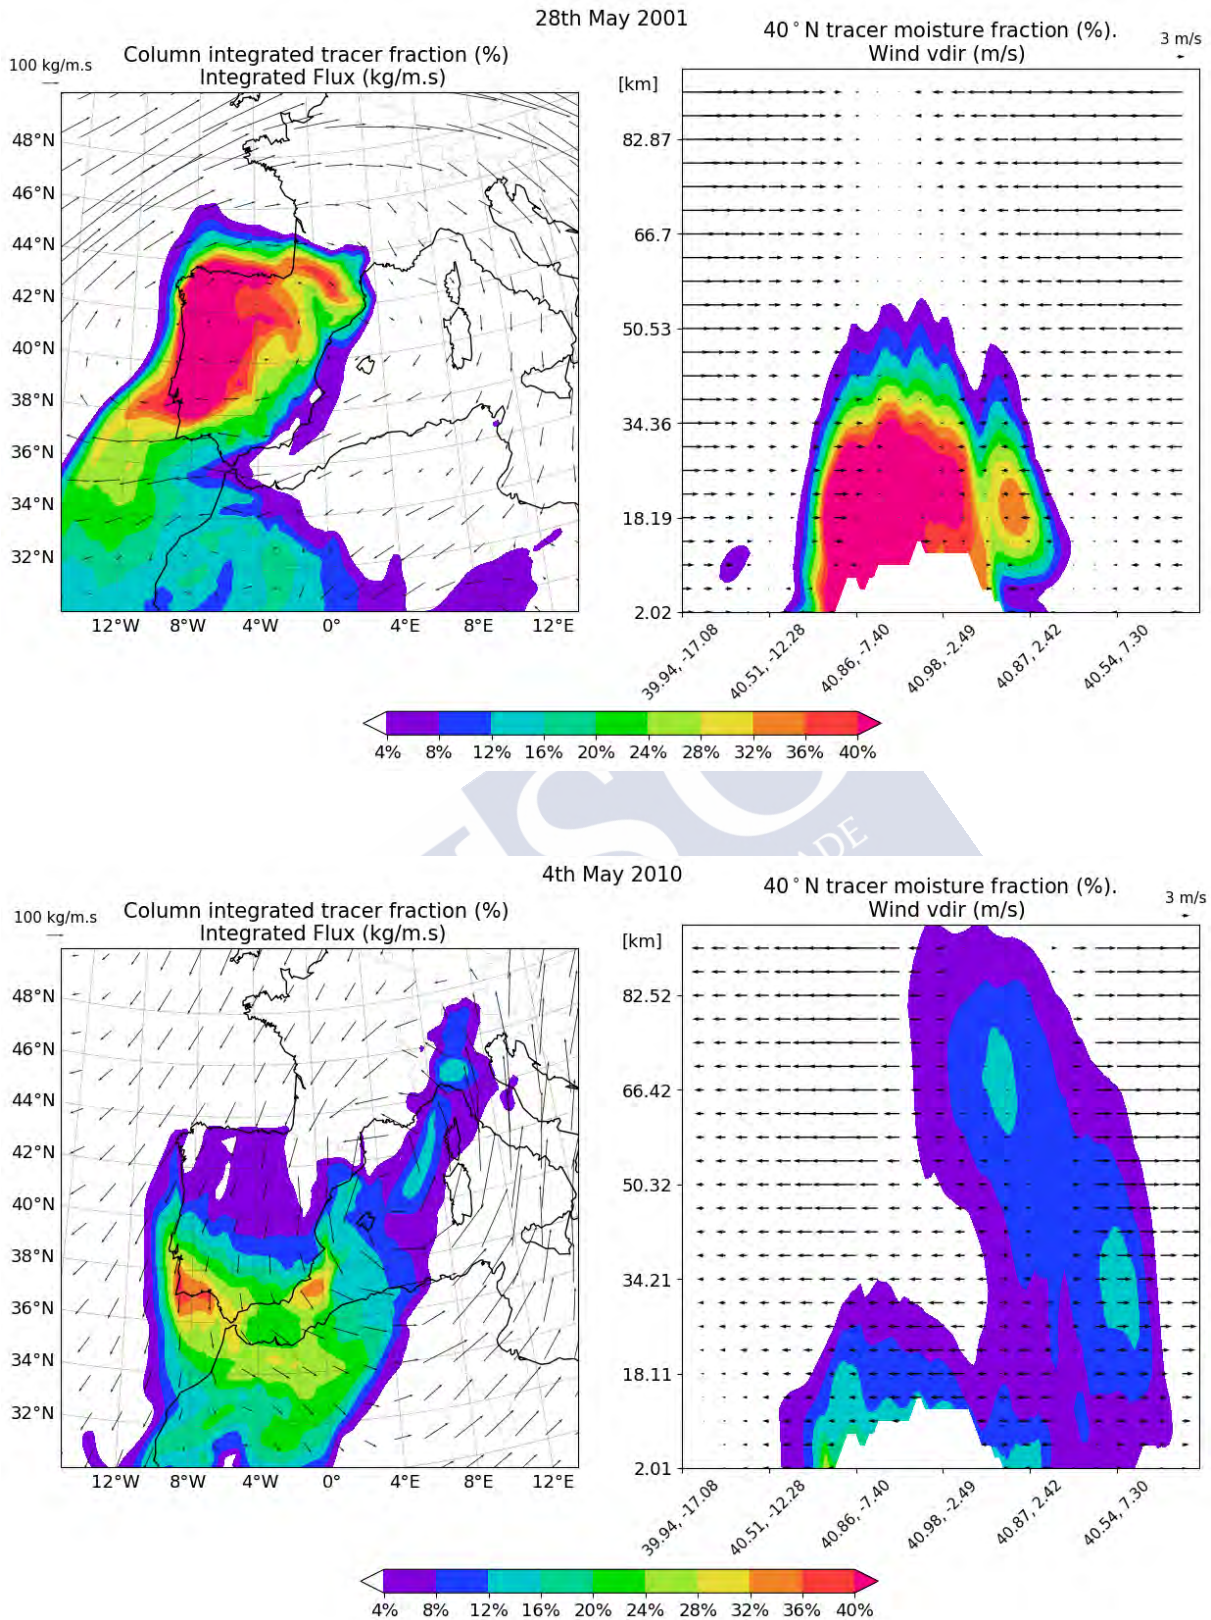 28th May 2001
Column integrated tracer fraction (%)
Integrated Flux (kg/m.s)
100 kg/m.s
40°N tracer moisture fraction (%).
Wind vdir (m/s)
3 m/s
[km]
48°N
46°N
44°N
42°N
40°N
38°N
36°N
34°N
32°N
12°W 8°W 4°W 0° 4°E 8°E 12°E
82.87
66.7
50.53
34.36
18.19
2.02
39.94, -17.08
40.51, -12.28
40.86, -7.40
40.98, -2.49
40.87, 2.42
40.54, 7.30
4% 8% 12% 16% 20% 24% 28% 32% 36% 40%
ADE
4th May 2010
Column integrated tracer fraction (%)
Integrated Flux (kg/m.s)
100 kg/m.s
40°N tracer moisture fraction (%).
Wind vdir (m/s)
3 m/s
[km]
48°N
46°N
44°N
42°N
40°N
38°N
36°N
34°N
32°N
12°W 8°W 4°W 0° 4°E 8°E 12°E
82.52
66.42
50.32
34.21
18.11
2.01
39.94, -17.08
40.51, -12.28
40.86, -7.40
40.98, -2.49
40.87, 2.42
40.54, 7.30
4% 8% 12% 16% 20% 24% 28% 32% 36% 40%